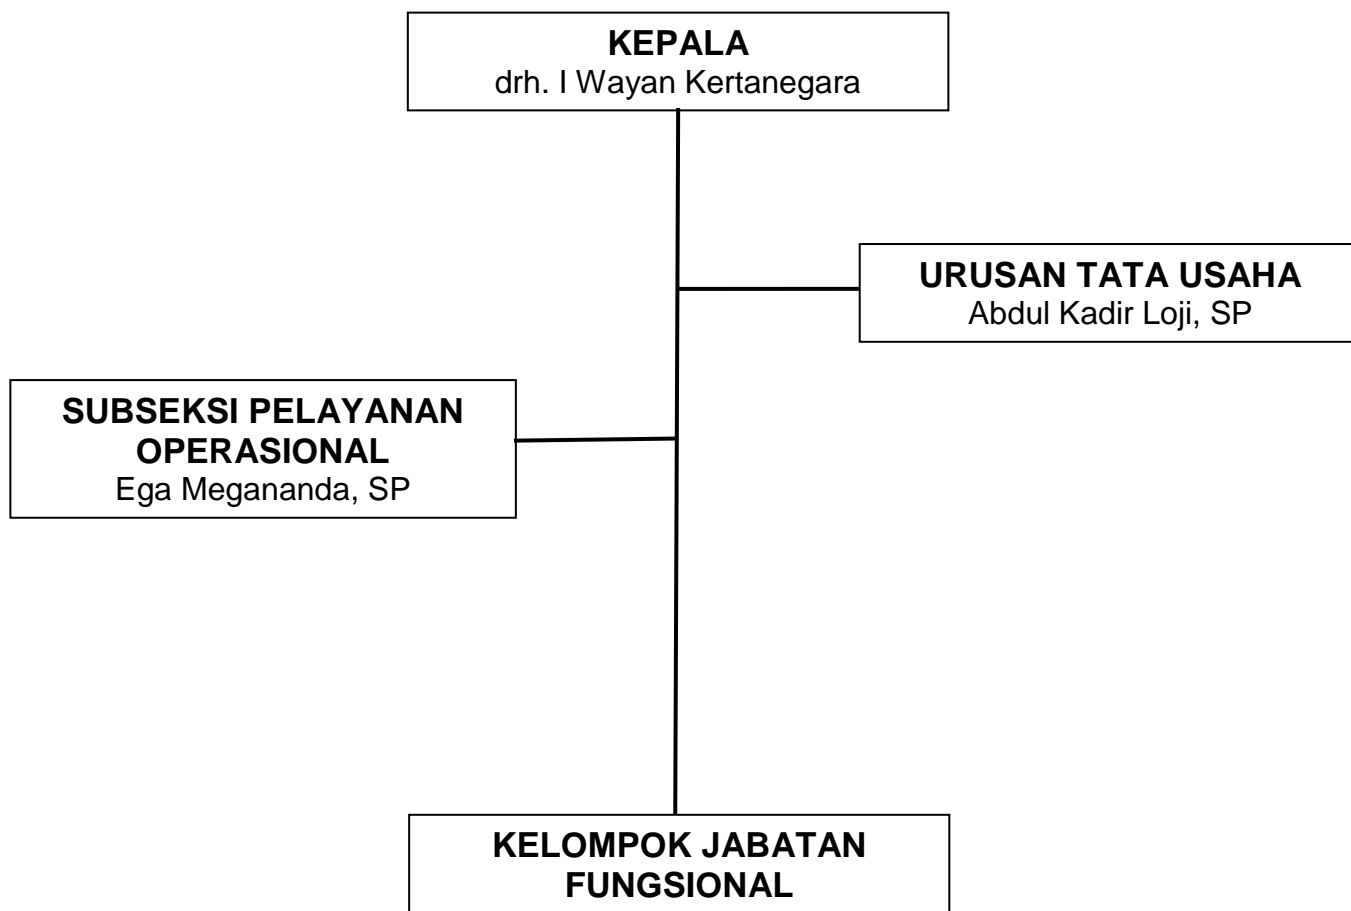 KEPALA
drh. I Wayan Kertanegara
URUSAN TATA USAHA
Abdul Kadir Loji, SP
SUBSEKSI PELAYANAN
OPERASIONAL
Ega Megananda, SP
KELOMPOK JABATAN
FUNGSIONAL